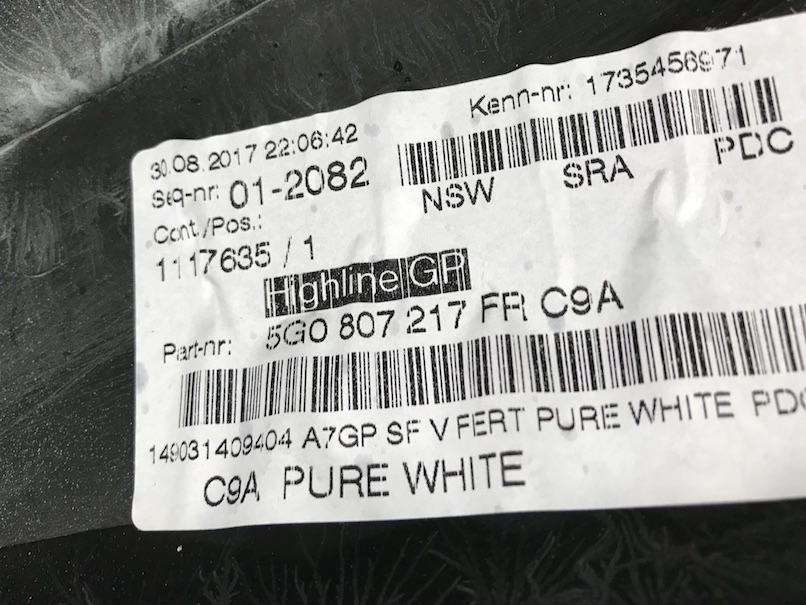 Kenn-nr: 1735456971
30.08.2017 22:06:42
Seq-nr: 01-2082
NSW SRA PDC
Cont./Pos.:
1117635 / 1
Highline GP
Part-nr: 5G0 807 217 FR C9A
149031409404 A7GP SF V FERT PURE WHITE PDC
C9A PURE WHITE